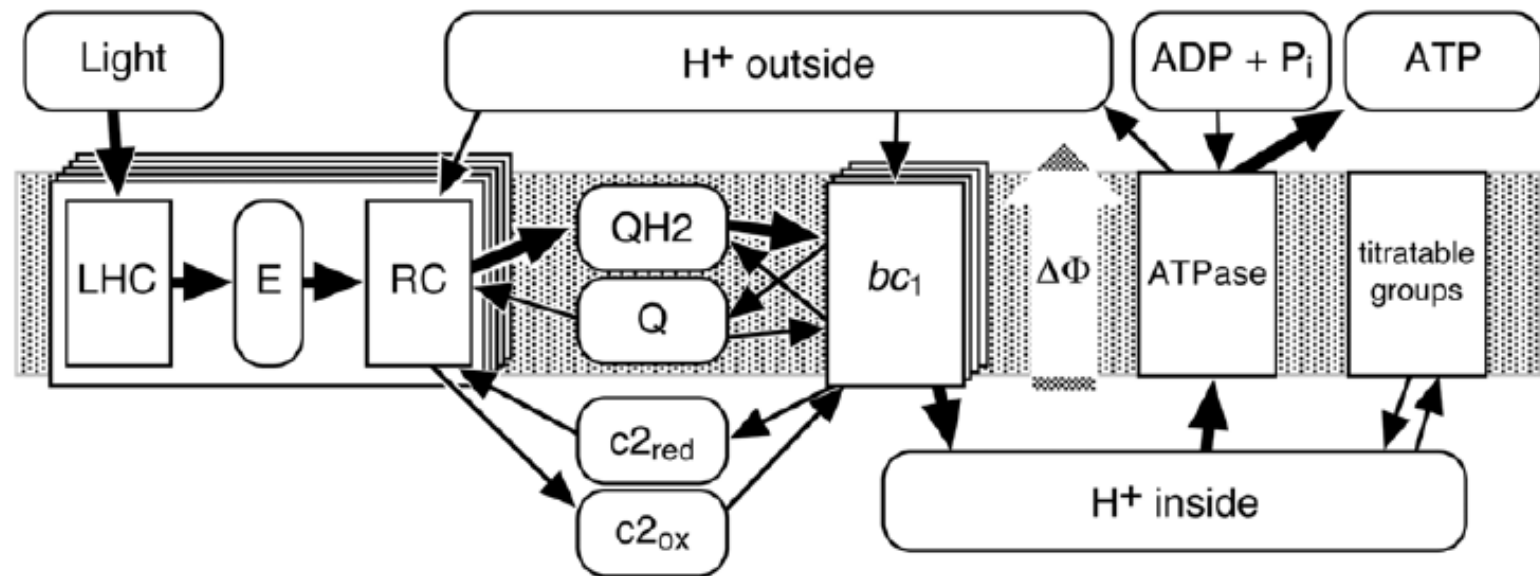 Light
H⁺ outside
ADP + Pᵢ
ATP
LHC
E
RC
QH2
Q
bc₁
ΔΦ
ATPase
titratable
groups
c2red
c2ox
H⁺ inside